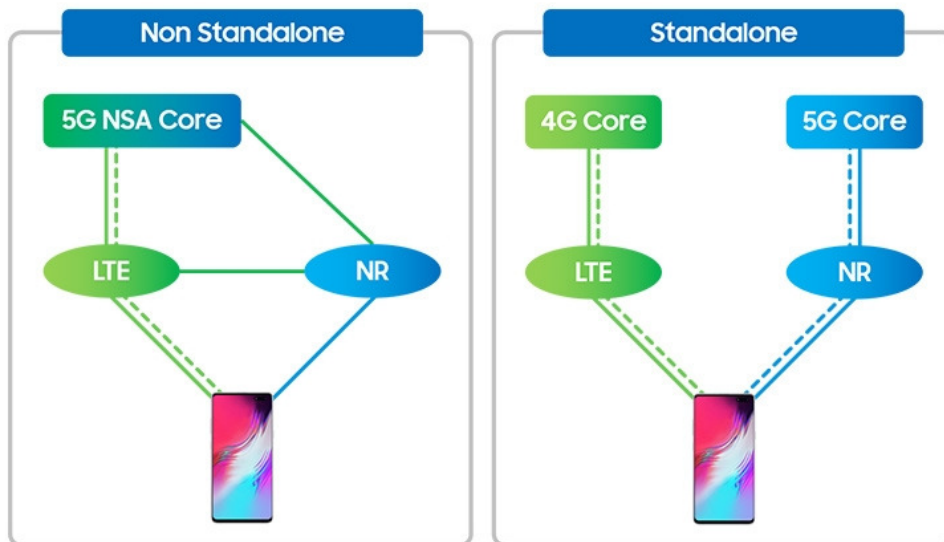 Non Standalone
5G NSA Core
LTE
NR
Standalone
4G Core
5G Core
LTE
NR